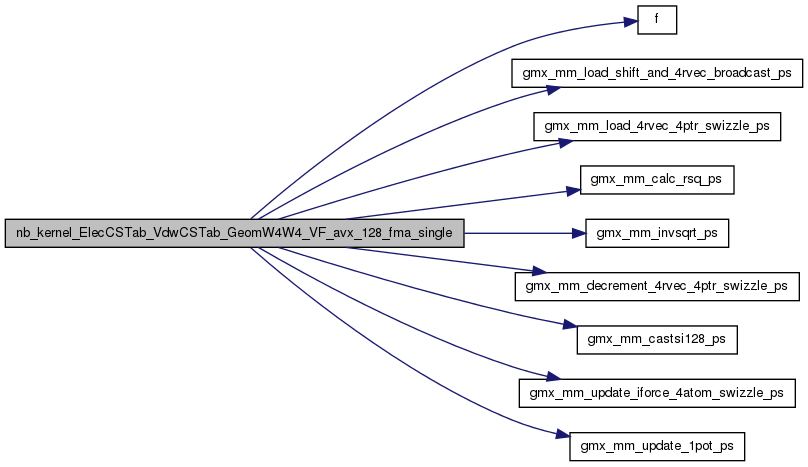 f
gmx_mm_load_shift_and_4rvec_broadcast_ps
gmx_mm_load_4rvec_4ptr_swizzle_ps
gmx_mm_calc_rsq_ps
nb_kernel_ElecCSTab_VdwCSTab_GeomW4W4_VF_avx_128_fma_single
gmx_mm_invsqrt_ps
gmx_mm_decrement_4rvec_4ptr_swizzle_ps
gmx_mm_castsi128_ps
gmx_mm_update_iforce_4atom_swizzle_ps
gmx_mm_update_1pot_ps